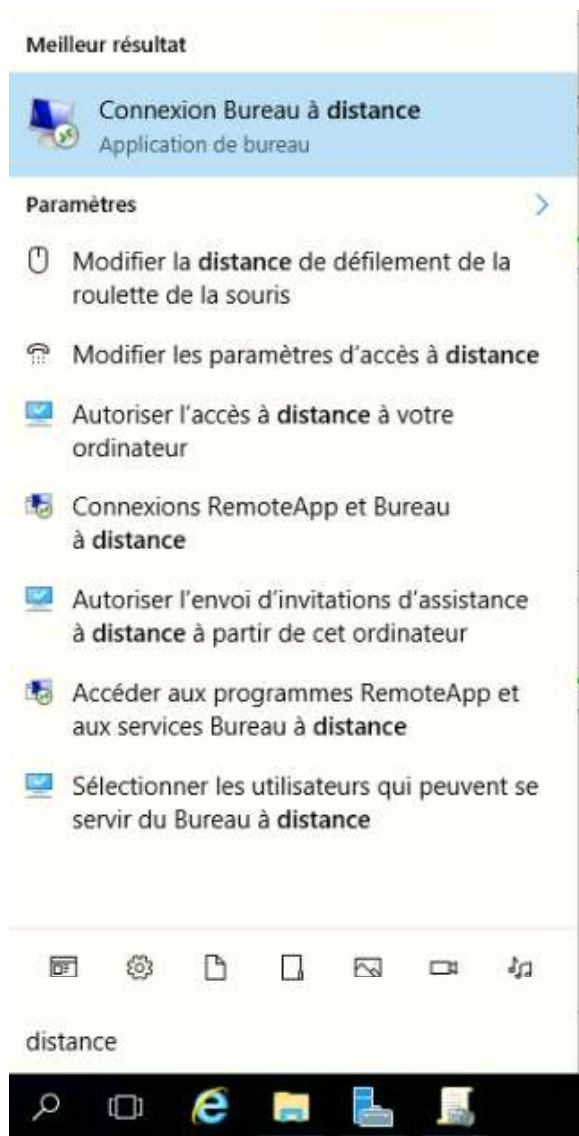 Meilleur résultat
Connexion Bureau à distance
Application de bureau
Paramètres
Modifier la distance de défilement de la
roulette de la souris
Modifier les paramètres d'accès à distance
Autoriser l'accès à distance à votre
ordinateur
Connexions RemoteApp et Bureau
à distance
Autoriser l'envoi d'invitations d'assistance
à distance à partir de cet ordinateur
Accéder aux programmes RemoteApp et
aux services Bureau à distance
Sélectionner les utilisateurs qui peuvent se
servir du Bureau à distance
distance